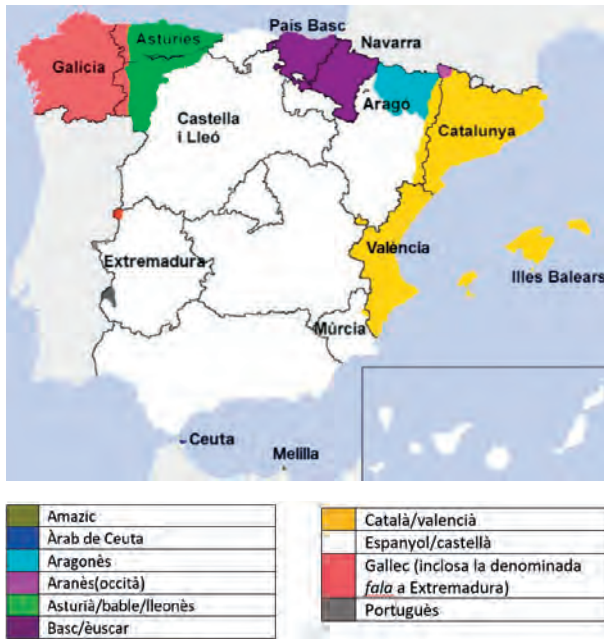 País Basc
Asturies
Navarra
Galícia
Aragó
Castella
i Lleó
Catalunya
València
Extremadura
Illes Balears
Múrcia
Ceuta
Melilla
Amazic
Àrab de Ceuta
Aragonès
Aranès(occità)
Asturià/bable/lleonès
Basc/èuscar
Català/valencià
Espanyol/castellà
Gallec (inclosa la denominada
fala a Extremadura)
Portuguès